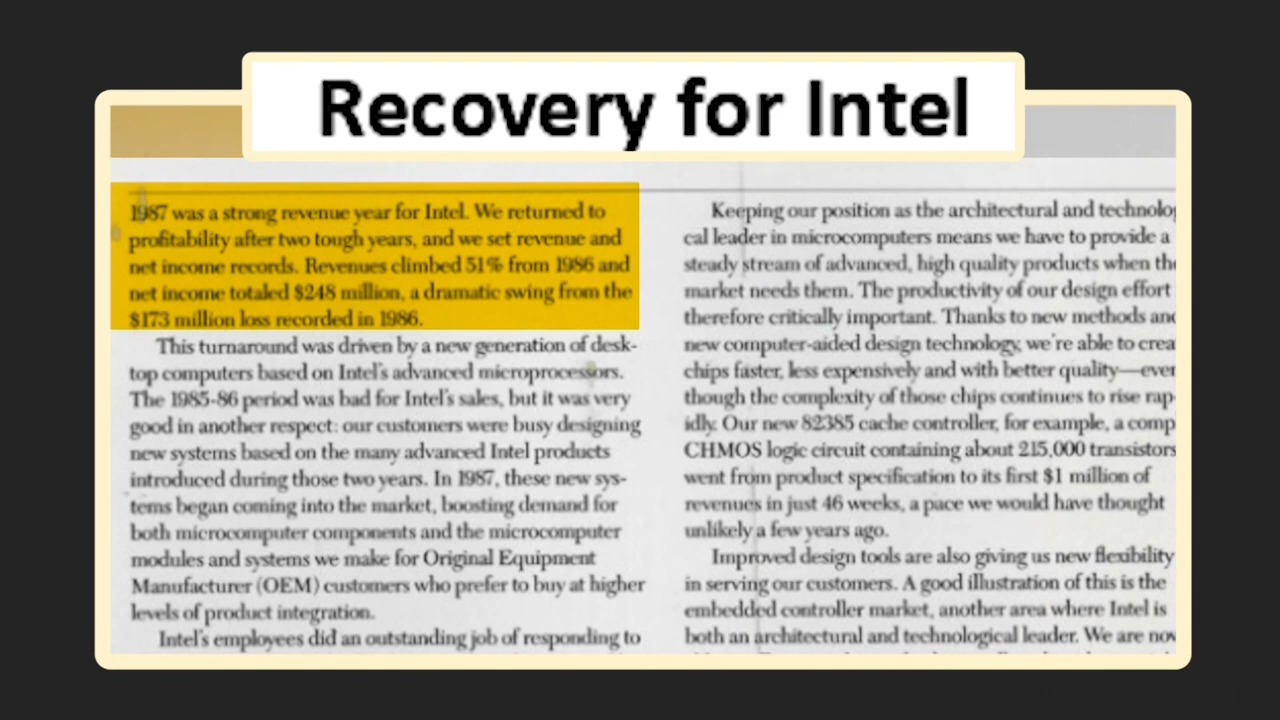 Recovery for Intel
1987 was a strong revenue year for Intel. We returned to
profitability after two tough years, and we set revenue and
net income records. Revenues climbed 51% from 1986 and
net income totaled $248 million, a dramatic swing from the
$173 million loss recorded in 1986.
This turnaround was driven by a new generation of desk-
top computers based on Intel's advanced microprocessors.
The 1985-86 period was bad for Intel's sales, but it was very
good in another respect: our customers were busy designing
new systems based on the many advanced Intel products
introduced during those two years. In 1987, these new sys-
tems began coming into the market, boosting demand for
both microcomputer components and the microcomputer
modules and systems we make for Original Equipment
Manufacturer (OEM) customers who prefer to buy at higher
levels of product integration.
Intel's employees did an outstanding job of responding to
Keeping our position as the architectural and technolog
cal leader in microcomputers means we have to provide a
steady stream of advanced, high quality products when the
market needs them. The productivity of our design effort
therefore critically important. Thanks to new methods and
new computer-aided design technology, we're able to crea
chips faster, less expensively and with better quality—even
though the complexity of those chips continues to rise rap-
idly. Our new 82385 cache controller, for example, a comp
CHMOS logic circuit containing about 215,000 transistors
went from product specification to its first $1 million of
revenues in just 46 weeks, a pace we would have thought
unlikely a few years ago.
Improved design tools are also giving us new flexibility
in serving our customers. A good illustration of this is the
embedded controller market, another area where Intel is
both an architectural and technological leader. We are now